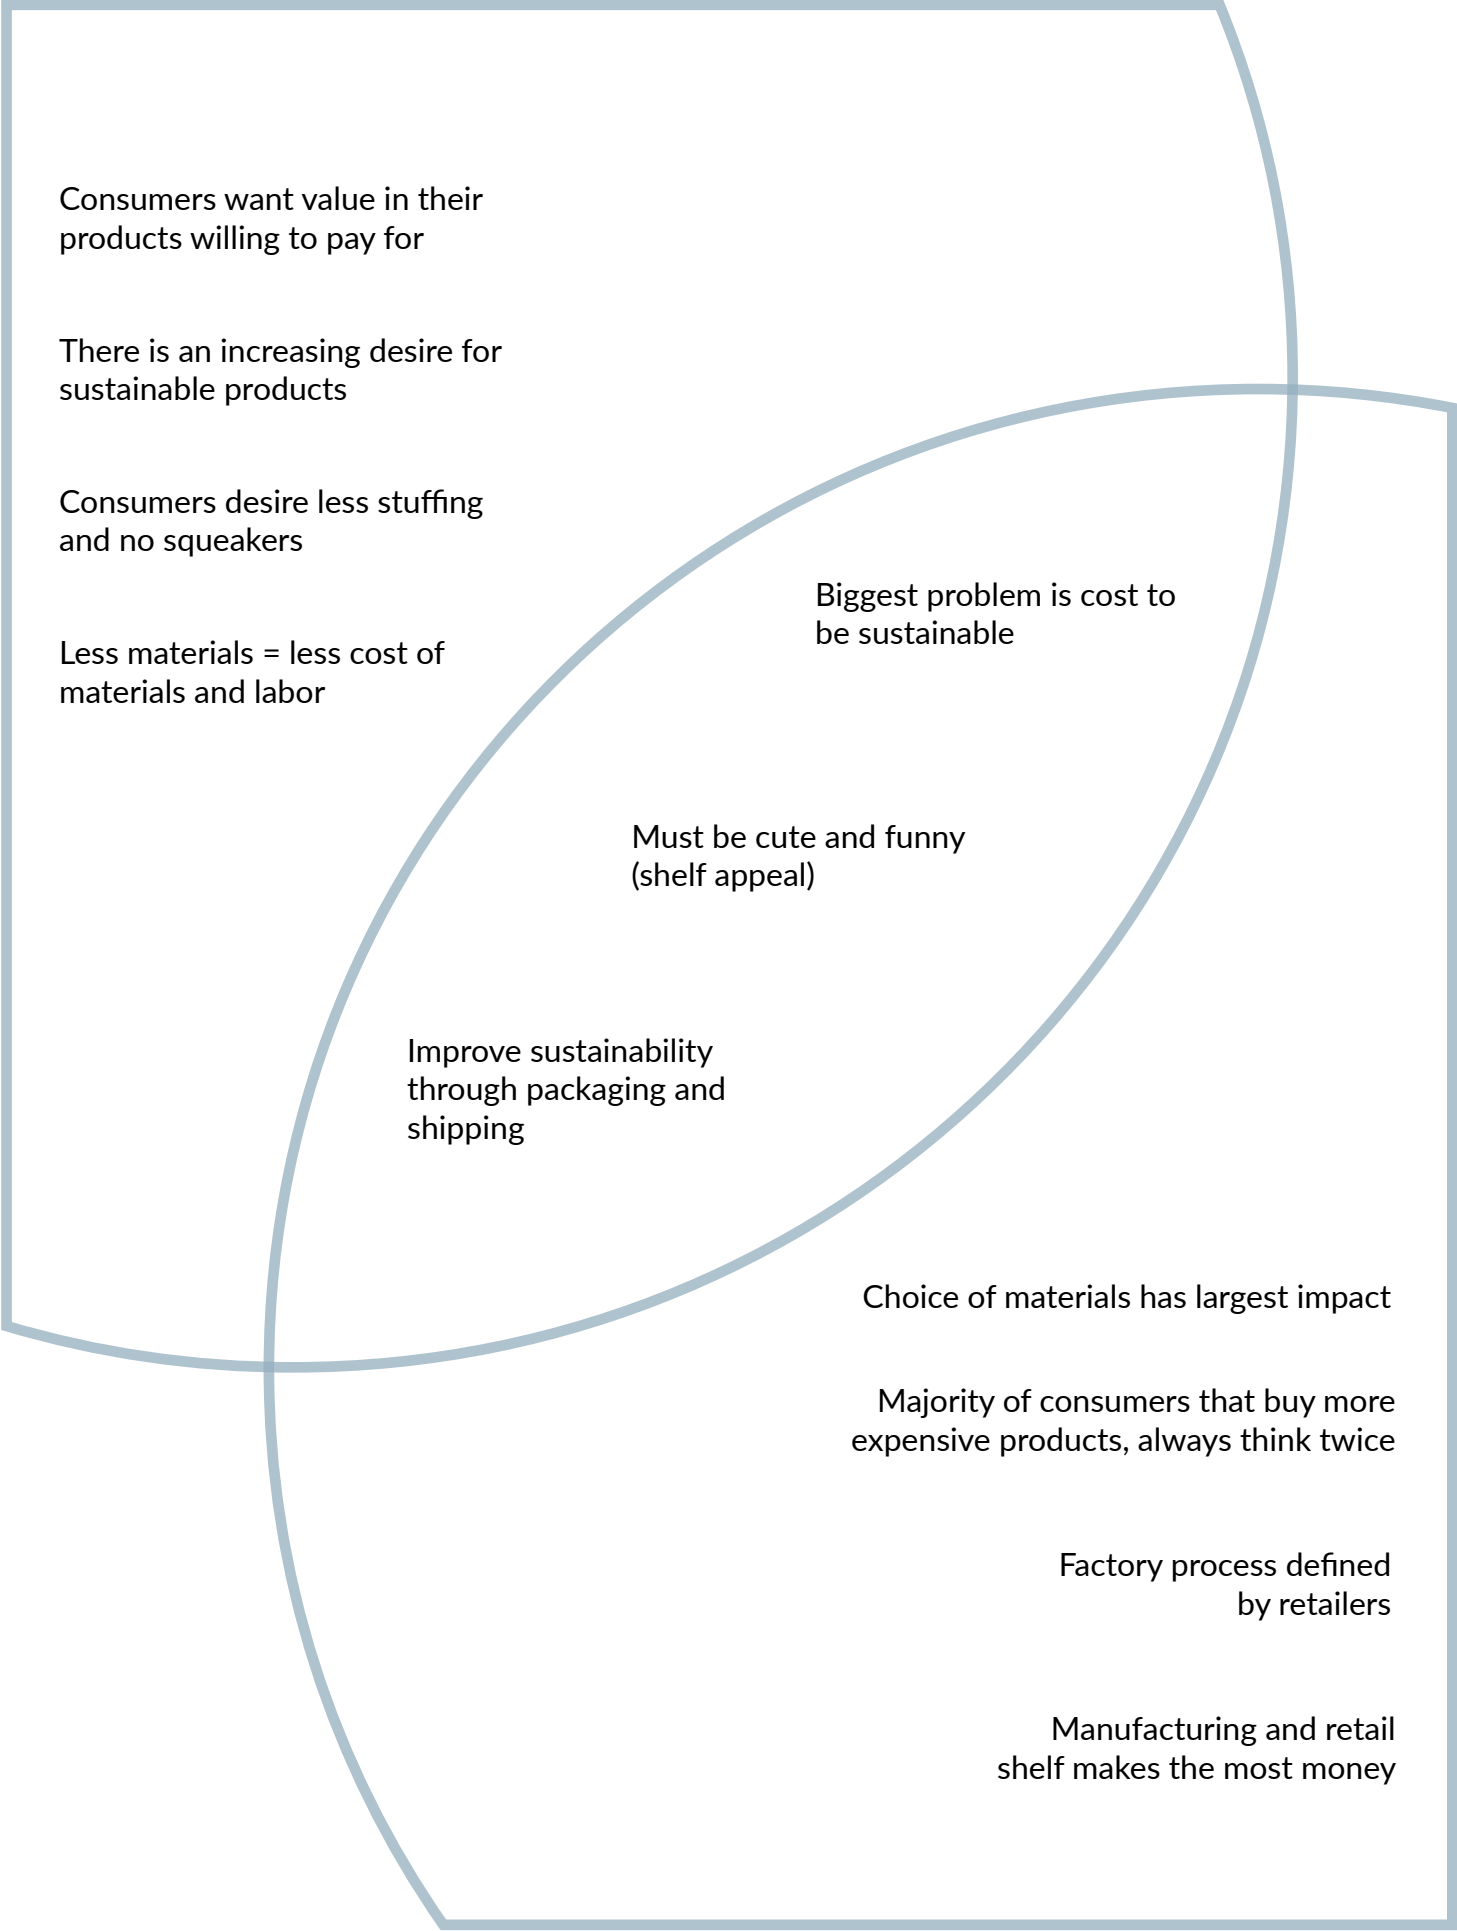 Consumers want value in their
products willing to pay for
There is an increasing desire for
sustainable products
Consumers desire less stuffing
and no squeakers
Less materials = less cost of
materials and labor
Biggest problem is cost to
be sustainable
Must be cute and funny
(shelf appeal)
Improve sustainability
through packaging and
shipping
Choice of materials has largest impact
Majority of consumers that buy more
expensive products, always think twice
Factory process defined
by retailers
Manufacturing and retail
shelf makes the most money